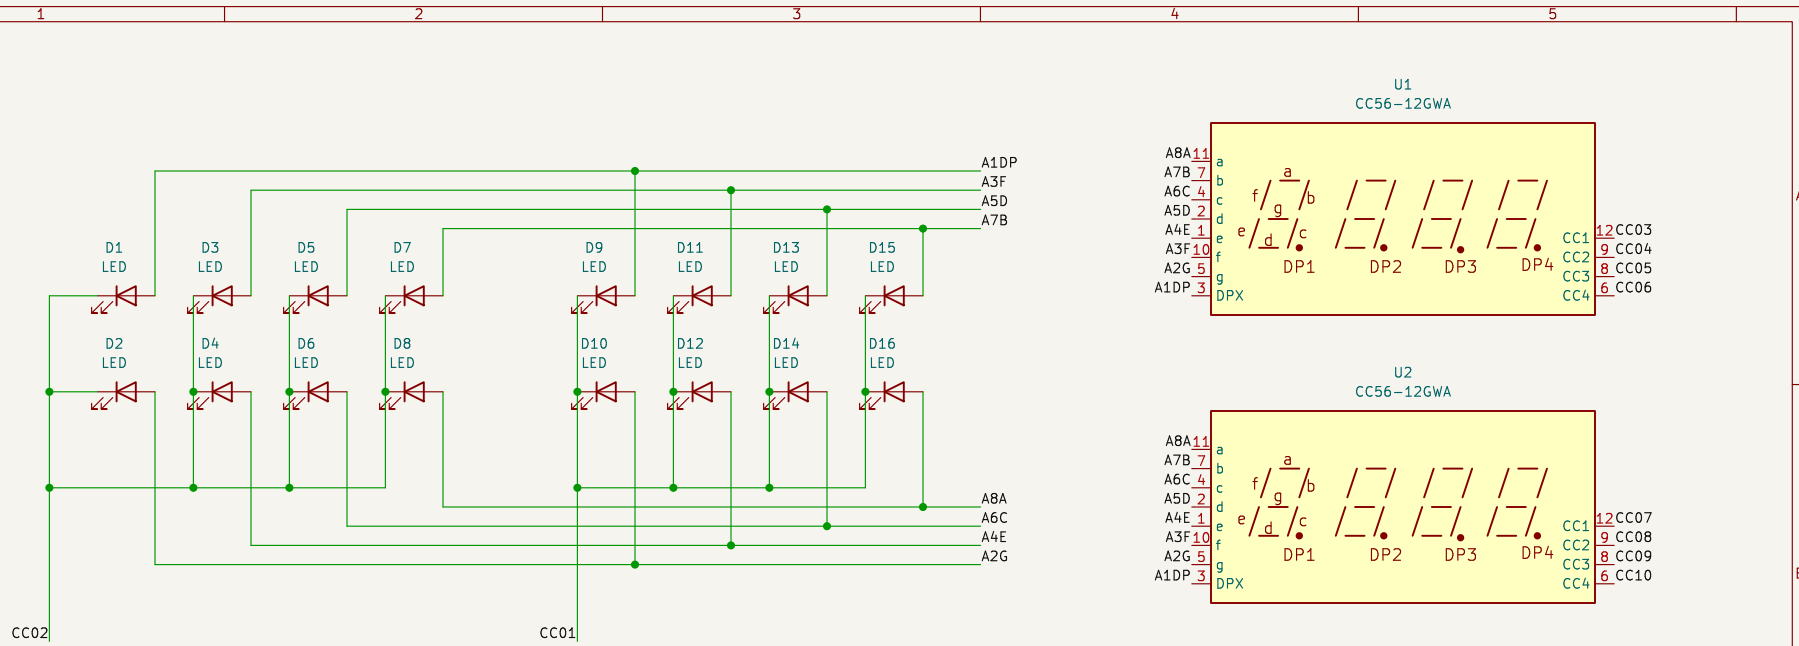 1 2 3 4 5
A1DP
A3F
A5D
A7B
D1 D3 D5 D7 D9 D11 D13 D15
LED LED LED LED LED LED LED LED
D2 D4 D6 D8 D10 D12 D14 D16
LED LED LED LED LED LED LED LED
A8A
A6C
A4E
A2G
CC02 CC01
U1
CC56-12GWA
A8A 11 a
A7B 7 b
A6C 4 c
A5D 2 d
A4E 1 e
A3F 10 f
A2G 5 g
A1DP 3 DPX
a
f b
g
e d c
DP1 DP2 DP3 DP4
CC1 12 CC03
CC2 9 CC04
CC3 8 CC05
CC4 6 CC06
U2
CC56-12GWA
A8A 11 a
A7B 7 b
A6C 4 c
A5D 2 d
A4E 1 e
A3F 10 f
A2G 5 g
A1DP 3 DPX
a
f b
g
e d c
DP1 DP2 DP3 DP4
CC1 12 CC07
CC2 9 CC08
CC3 8 CC09
CC4 6 CC10